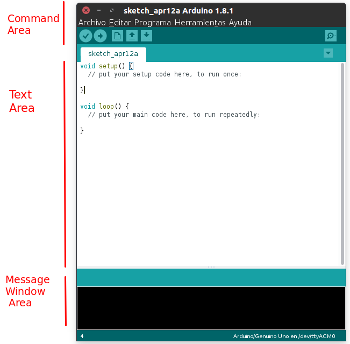 Command
Area
sketch_apr12a Arduino 1.8.1
Archivo Editar Programa Herramientas Ayuda
sketch_apr12a
Text
Area
void setup() {
// put your setup code here, to run once:
}
void loop() {
// put your main code here, to run repeatedly:
}
Message
Window
Area
4
Arduino/Genuino Uno en /dev/ttyACM0